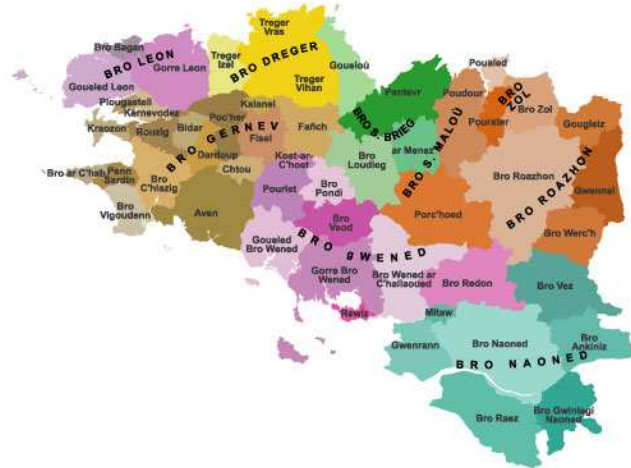 Bro Bagan
BRO LEON
Gorre Leon
Goueled Leon
Treger
Vras
Treger
Izel
BRO DREGER
Treger
Vihan
Goueloù
Plougastell
Kernevodez
Kraozon
Rouzig
Bidar
Poc'her
Kalanel
BRO GERNEV
Fisel
Fañch
Dardoup
Chtou
Kost-ar-
C'hoet
Bro ar C'hab
Penn
Sardin
Bro
C'hlazig
Bro
Vigoudenn
Aven
Pourlet
Pentevr
BRO S. BRIEG
ar Menez
Bro
Loudieg
Poualed
Poudour
BRO
ZOL
Bro Zol
Pourater
BRO S. MALOÙ
Gougleiz
Bro Roazhon
BRO ROAZHON
Gwennel
Porc'hoed
Bro Werc'h
Bro
Pondi
Bro
Vaod
BRO gWENED
Goueled
Bro Wened
Gorre Bro
Wened
Bro Wened ar
C'hallaoued
Bro Redon
Rewiz
Bro Vez
Mitaw
Gwenrann
Bro Naoned
BRO NAONED
Bro
Ankiniz
Bro Raez
Bro Gwinlegi
Naoned